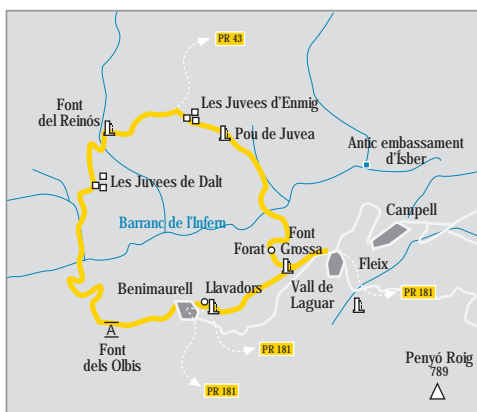 PR 43
Font
del Reinós
Les Juvees d'Enmig
Pou de Juvea
Antic embassament
d'Ísber
Les Juvees de Dalt
Campell
Barranc de l'Infern
Forat
Font
Grossa
Fleix
Vall de
Laguar
Benimaurell
Llavadors
PR 181
Font
dels Olbis
A
PR 181
PR 181
Penyó Roig
789